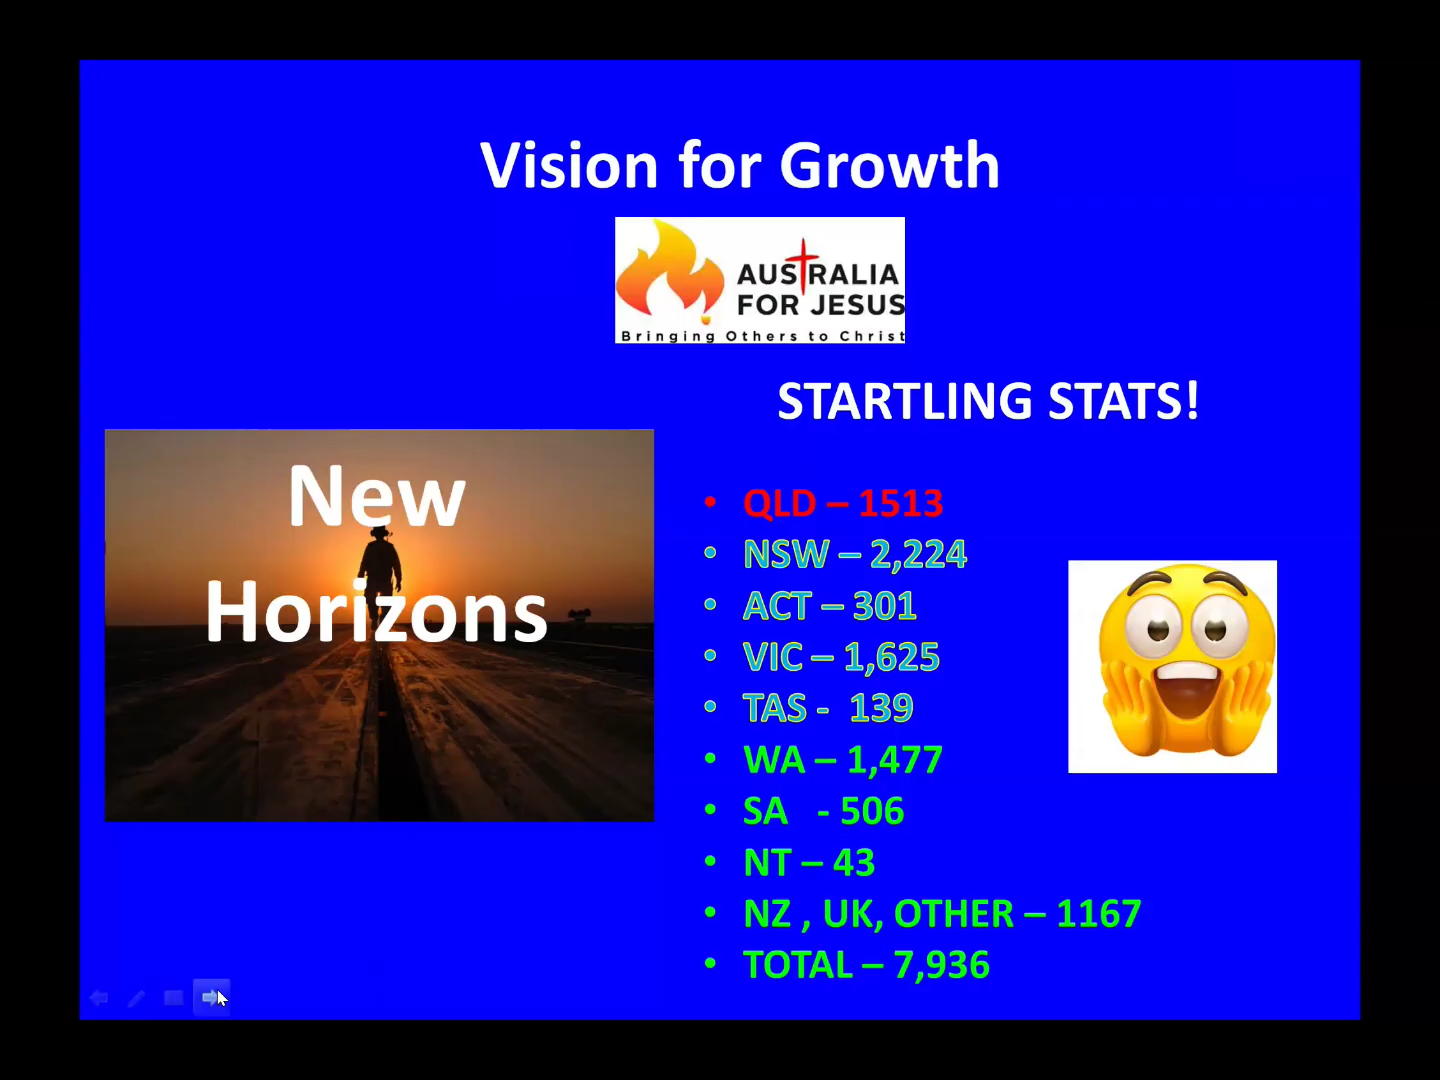 Vision for Growth
AUSTRALIA
FOR JESUS
Bringing Others to Christ
STARTLING STATS!
New
Horizons
• QLD – 1513
• NSW – 2,224
• ACT – 301
• VIC – 1,625
• TAS - 139
• WA – 1,477
• SA - 506
• NT – 43
• NZ , UK, OTHER – 1167
• TOTAL – 7,936